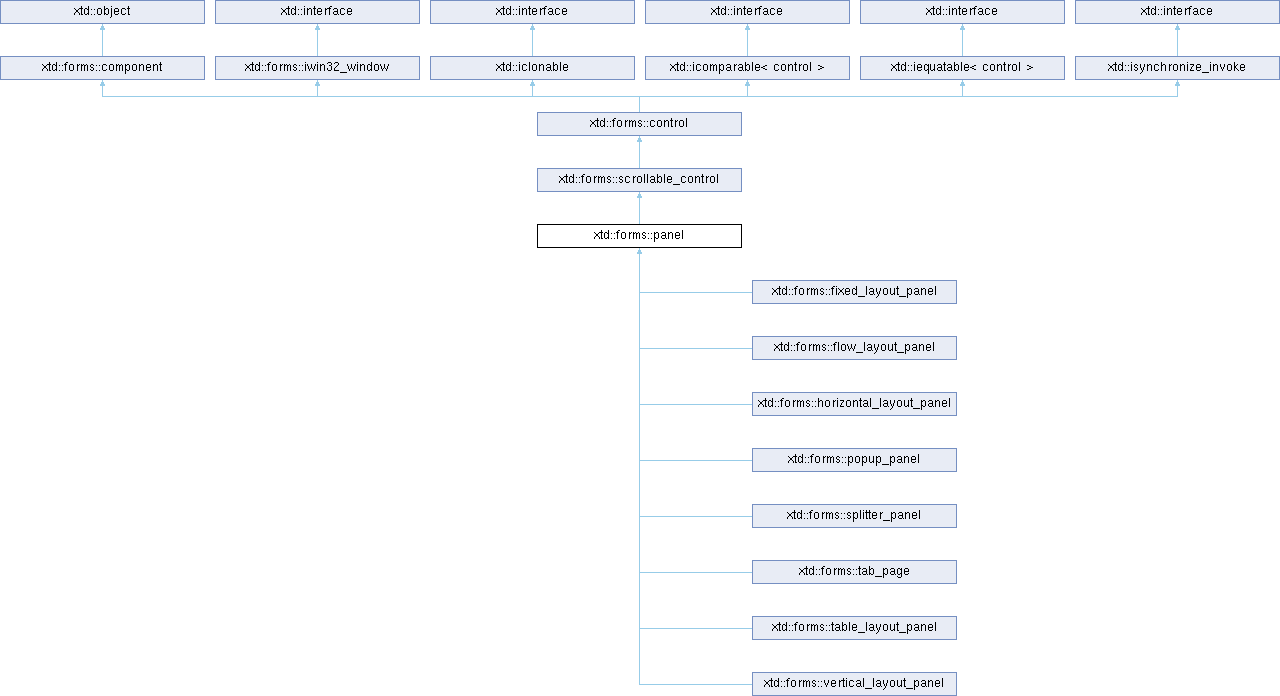 xtd::object
xtd::interface
xtd::interface
xtd::interface
xtd::interface
xtd::interface
xtd::forms::component
xtd::forms::iwin32_window
xtd::iclonable
xtd::icomparable< control >
xtd::iequatable< control >
xtd::isynchronize_invoke
xtd::forms::control
xtd::forms::scrollable_control
xtd::forms::panel
xtd::forms::fixed_layout_panel
xtd::forms::flow_layout_panel
xtd::forms::horizontal_layout_panel
xtd::forms::popup_panel
xtd::forms::splitter_panel
xtd::forms::tab_page
xtd::forms::table_layout_panel
xtd::forms::vertical_layout_panel